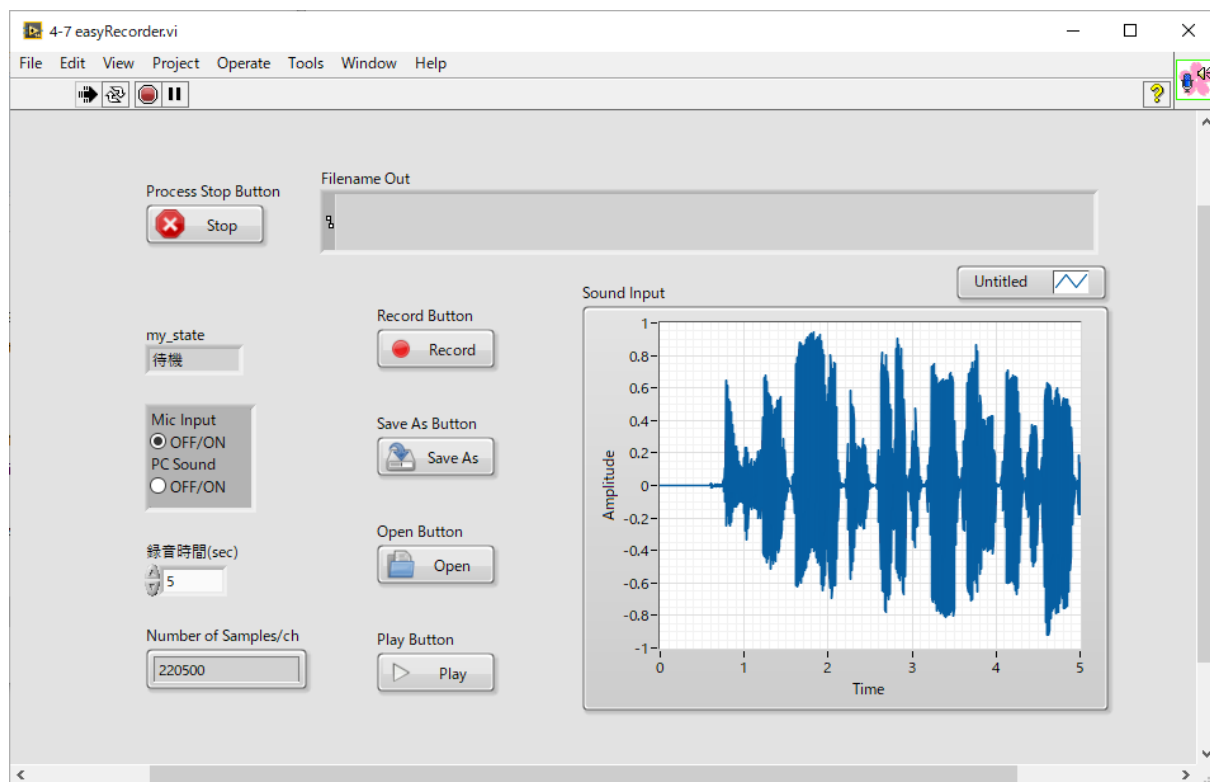 4-7 easyRecorder.vi
File Edit View Project Operate Tools Window Help
Process Stop Button
Stop
Filename Out
Untitled
Sound Input
my_state
待機
Record Button
Record
Mic Input
OFF/ON
PC Sound
OFF/ON
Save As Button
Save As
録音時間(sec)
5
Open Button
Open
Number of Samples/ch
220500
Play Button
Play
Amplitude
1
0.8
0.6
0.4
0.2
0
-0.2
-0.4
-0.6
-0.8
-1
0 1 2 3 4 5
Time